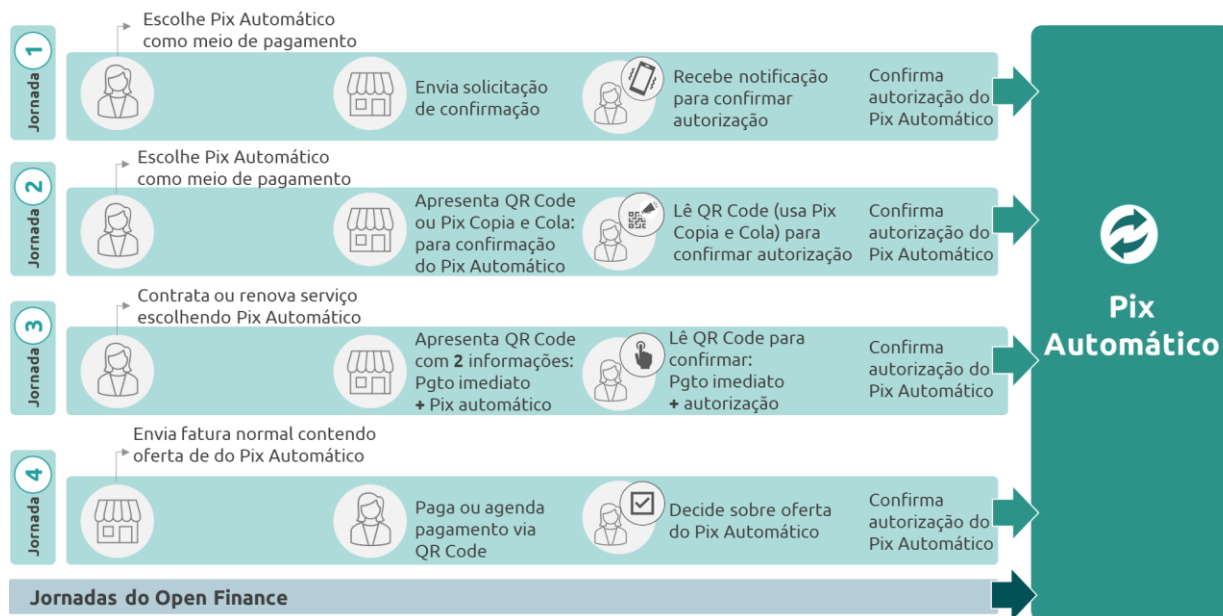 Escolhe Pix Automático
como meio de pagamento
Jornada 1
Envia solicitação
de confirmação
Recebe notificação
para confirmar
autorização
Confirma
autorização do
Pix Automático
Escolhe Pix Automático
como meio de pagamento
Jornada 2
Apresenta QR Code
ou Pix Copia e Cola:
para confirmação
do Pix Automático
Lê QR Code (usa Pix
Copia e Cola) para
confirmar autorização
Confirma
autorização do
Pix Automático
Contrata ou renova serviço
escolhendo Pix Automático
Jornada 3
Apresenta QR Code
com 2 informações:
Pgto imediato
+ Pix automático
Lê QR Code para
confirmar:
Pgto imediato
+ autorização
Confirma
autorização do
Pix Automático
Envia fatura normal contendo
oferta de do Pix Automático
Jornada 4
Paga ou agenda
pagamento via
QR Code
Decide sobre oferta
do Pix Automático
Confirma
autorização do
Pix Automático
Jornadas do Open Finance
Pix
Automático